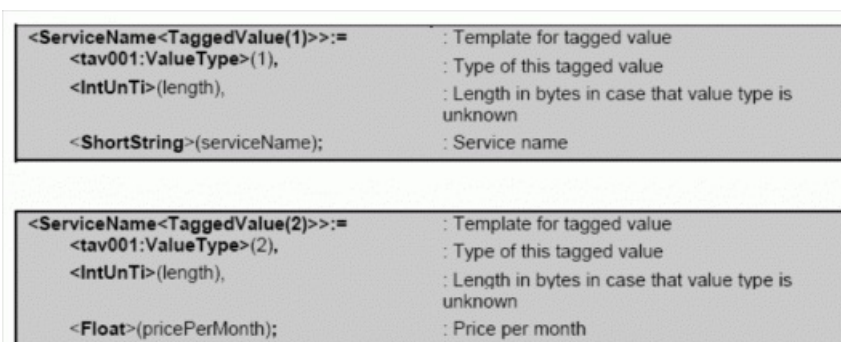 <ServiceName<TaggedValue(1)>>:= : Template for tagged value
<tav001:ValueType>(1), : Type of this tagged value
<IntUnTi>(length), : Length in bytes in case that value type is
unknown
<ShortString>(serviceName); : Service name
<ServiceName<TaggedValue(2)>>:= : Template for tagged value
<tav001:ValueType>(2), : Type of this tagged value
<IntUnTi>(length), : Length in bytes in case that value type is
unknown
<Float>(pricePerMonth); : Price per month